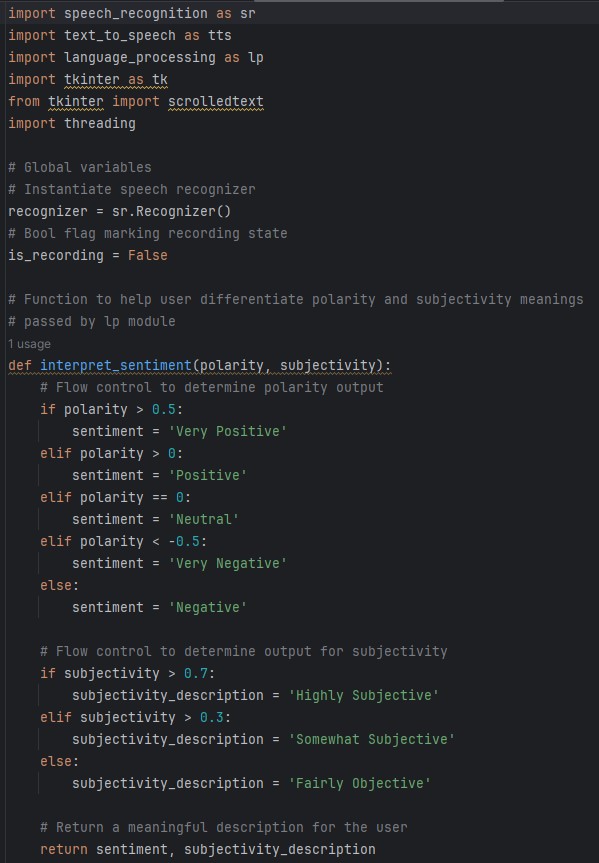 import speech_recognition as sr
import text_to_speech as tts
import language_processing as lp
import tkinter as tk
from tkinter import scrolledtext
import threading
# Global variables
# Instantiate speech recognizer
recognizer = sr.Recognizer()
# Bool flag marking recording state
is_recording = False
# Function to help user differentiate polarity and subjectivity meanings
# passed by lp module
1 usage
def interpret_sentiment(polarity, subjectivity):
    # Flow control to determine polarity output
    if polarity > 0.5:
        sentiment = 'Very Positive'
    elif polarity > 0:
        sentiment = 'Positive'
    elif polarity == 0:
        sentiment = 'Neutral'
    elif polarity < -0.5:
        sentiment = 'Very Negative'
    else:
        sentiment = 'Negative'
    # Flow control to determine output for subjectivity
    if subjectivity > 0.7:
        subjectivity_description = 'Highly Subjective'
    elif subjectivity > 0.3:
        subjectivity_description = 'Somewhat Subjective'
    else:
        subjectivity_description = 'Fairly Objective'
    # Return a meaningful description for the user
    return sentiment, subjectivity_description